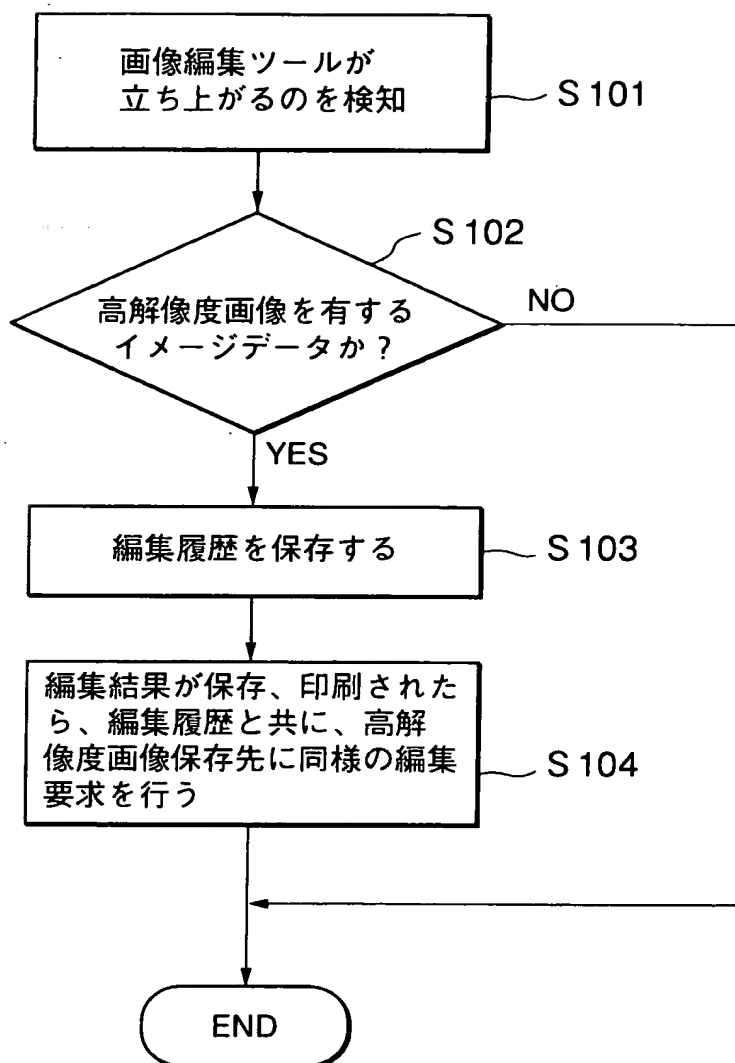 画像編集ツールが
立ち上がるのを検知
S 101
S 102
高解像度画像を有する
イメージデータか？
NO
YES
編集履歴を保存する
S 103
編集結果が保存、印刷された
ら、編集履歴と共に、高解
像度画像保存先に同様の編集
要求を行う
S 104
END